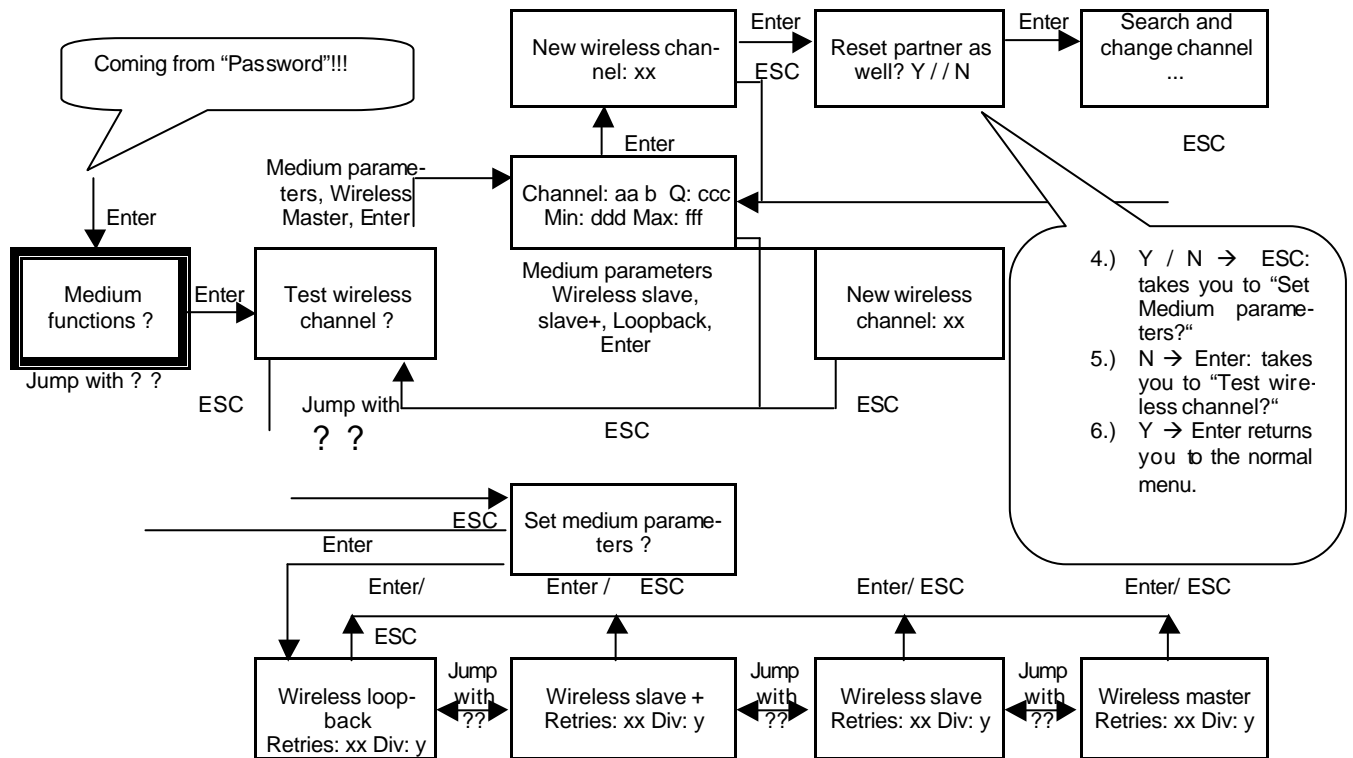 Coming from “Password”!!!
Enter
Medium
functions ?
Jump with ? ?
Enter
Test wireless
channel ?
ESC
Jump with
? ?
Medium parame-
ters, Wireless
Master, Enter
New wireless chan-
nel: xx
Enter
ESC
Reset partner as
well? Y / / N
Enter
Search and
change channel
...
ESC
Enter
Channel: aa b Q: ccc
Min: ddd Max: fff
Medium parameters
Wireless slave,
slave+, Loopback,
Enter
New wireless
channel: xx
ESC
ESC
4.) Y / N → ESC:
takes you to “Set
Medium parame-
ters?“
5.) N → Enter: takes
you to “Test wire-
less channel?“
6.) Y → Enter returns
you to the normal
menu.
ESC
Set medium parame-
ters ?
Enter
Enter/
ESC
Enter / ESC
Enter/ ESC
Enter/ ESC
Wireless loop-
back
Retries: xx Div: y
Jump
with
??
Wireless slave +
Retries: xx Div: y
Jump
with
??
Wireless slave
Retries: xx Div: y
Jump
with
??
Wireless master
Retries: xx Div: y